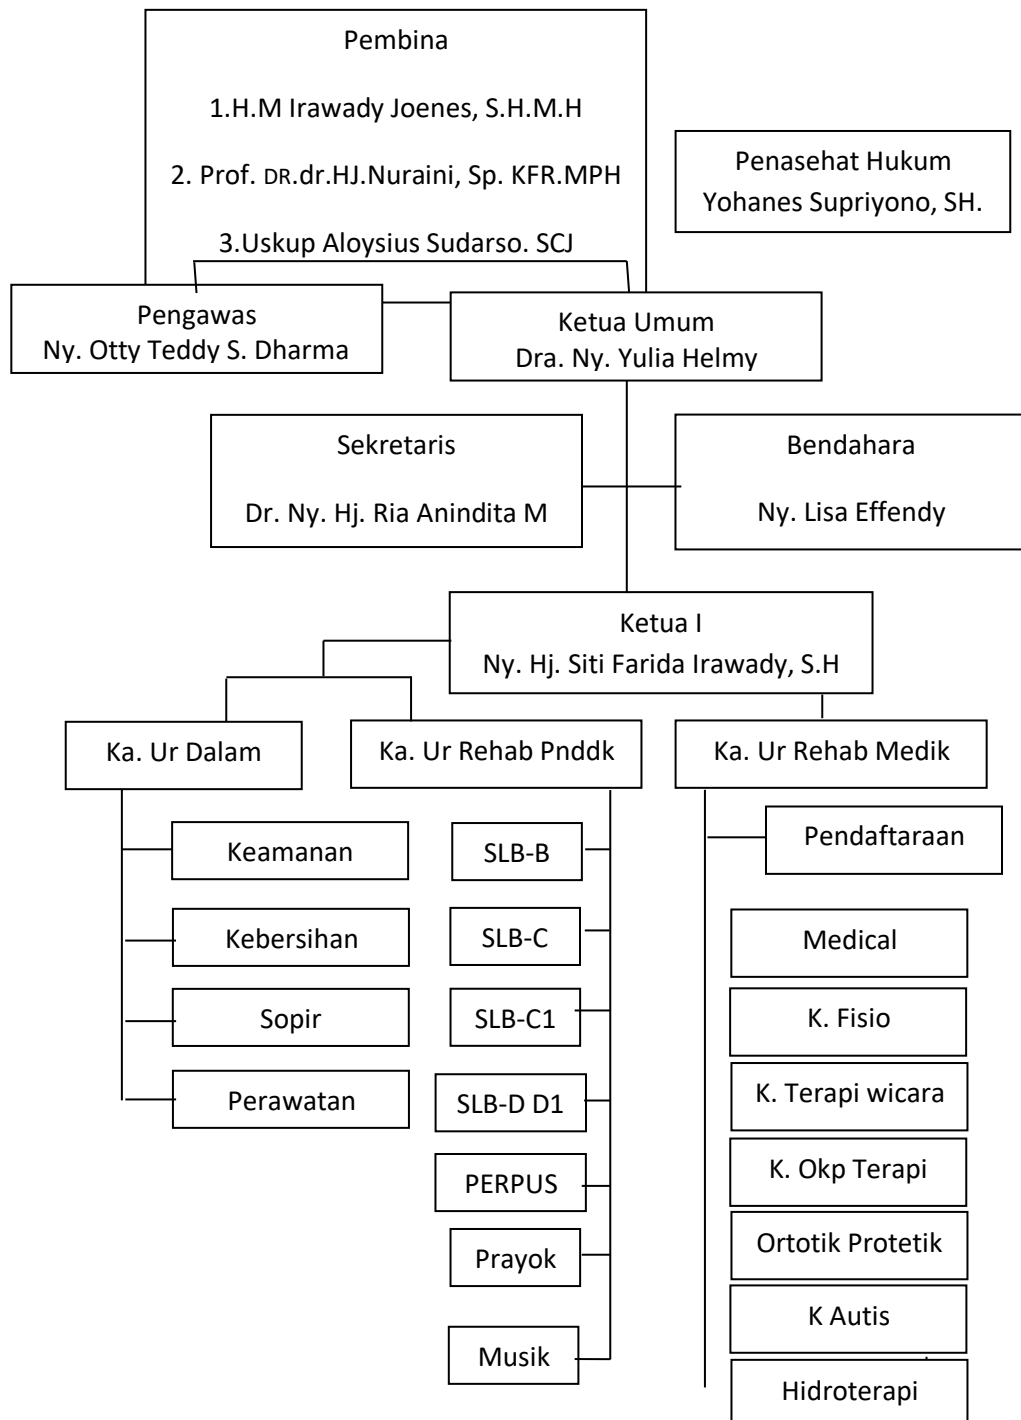 Pembina
1.H.M Irawady Joenes, S.H.M.H
2. Prof. DR.dr.HJ.Nuraini, Sp. KFR.MPH
3.Uskup Aloysius Sudarso. SCJ
Penasehat Hukum
Yohanes Supriyono, SH.
Pengawas
Ny. Otty Teddy S. Dharma
Ketua Umum
Dra. Ny. Yulia Helmy
Sekretaris
Dr. Ny. Hj. Ria Anindita M
Bendahara
Ny. Lisa Effendy
Ketua I
Ny. Hj. Siti Farida Irawady, S.H
Ka. Ur Dalam
Ka. Ur Rehab Pnddk
Ka. Ur Rehab Medik
Keamanan
Kebersihan
Sopir
Perawatan
SLB-B
SLB-C
SLB-C1
SLB-D D1
PERPUS
Prayok
Musik
Pendaftaraan
Medical
K. Fisio
K. Terapi wicara
K. Okp Terapi
Ortotik Protetik
K Autis
Hidroterapi